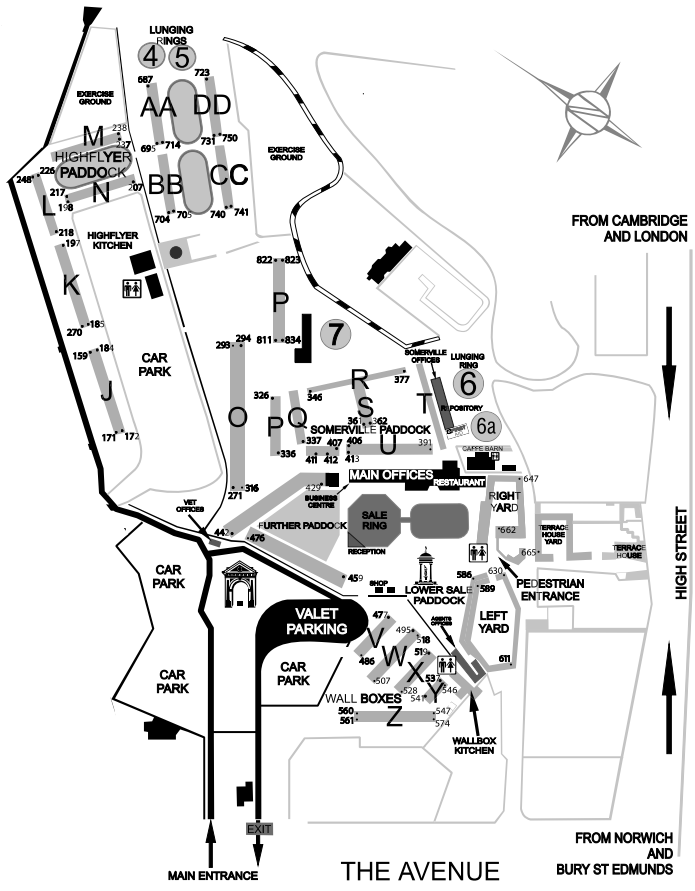 LUNGING
RINGS
4 5
687
723
EXERCISE
GROUND
AA
DD
M
238
237
695
714
731
750
EXERCISE
GROUND
HIGHFLYER
PADDOCK
248
226
217
198
N
207
BB
CC
L
704
705
740
741
218
197
HIGHFLYER
KITCHEN
FROM CAMBRIDGE
AND LONDON
K
822
823
P
270
185
159
184
811
834
7
293
294
CAR
PARK
SOMERVILLE
OFFICES
LUNGING
RING
6
J
326
346
R
377
REPOSITORY
O
P
Q
S
T
6a
361
362
SOMERVILLE PADDOCK
171
172
337
407
406
U
391
336
411
412
413
CAFFE BARN
271
316
MAIN OFFICES
RESTAURANT
429
BUSINESS
CENTRE
647
RIGHT
YARD
VET
OFFICES
442
476
FURTHER PADDOCK
SALE
RING
662
TERRACE
HOUSE
YARD
TERRACE
HOUSE
RECEPTION
665
HIGH STREET
CAR
PARK
459
SHOP
586
630
589
PEDESTRIAN
ENTRANCE
LOWER SALE
PADDOCK
VALET
PARKING
477
AGENTS
OFFICES
LEFT
YARD
V
495
518
486
W
519
611
CAR
PARK
CAR
PARK
507
X
537
528
541
Y
546
WALL BOXES
560
561
Z
547
574
WALLBOX
KITCHEN
EXIT
FROM NORWICH
AND
BURY ST EDMUNDS
MAIN ENTRANCE
THE AVENUE